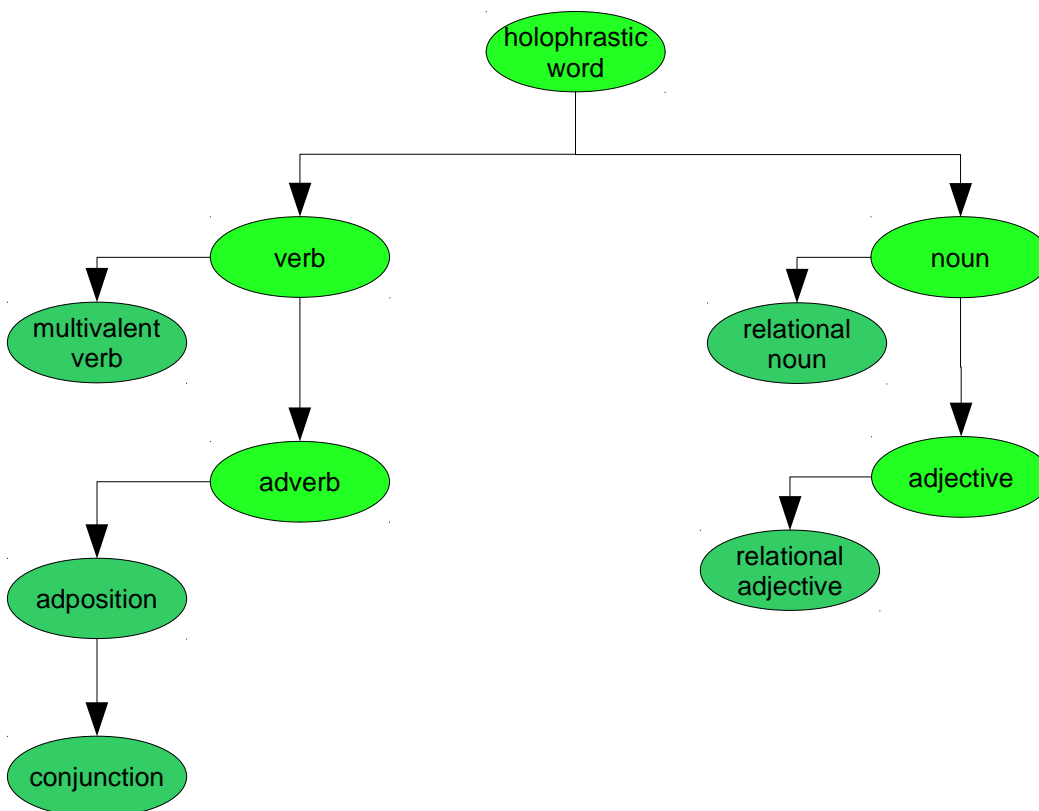 holophrastic
word
verb
noun
multivalent
verb
relational
noun
adverb
adjective
relational
adjective
adposition
conjunction